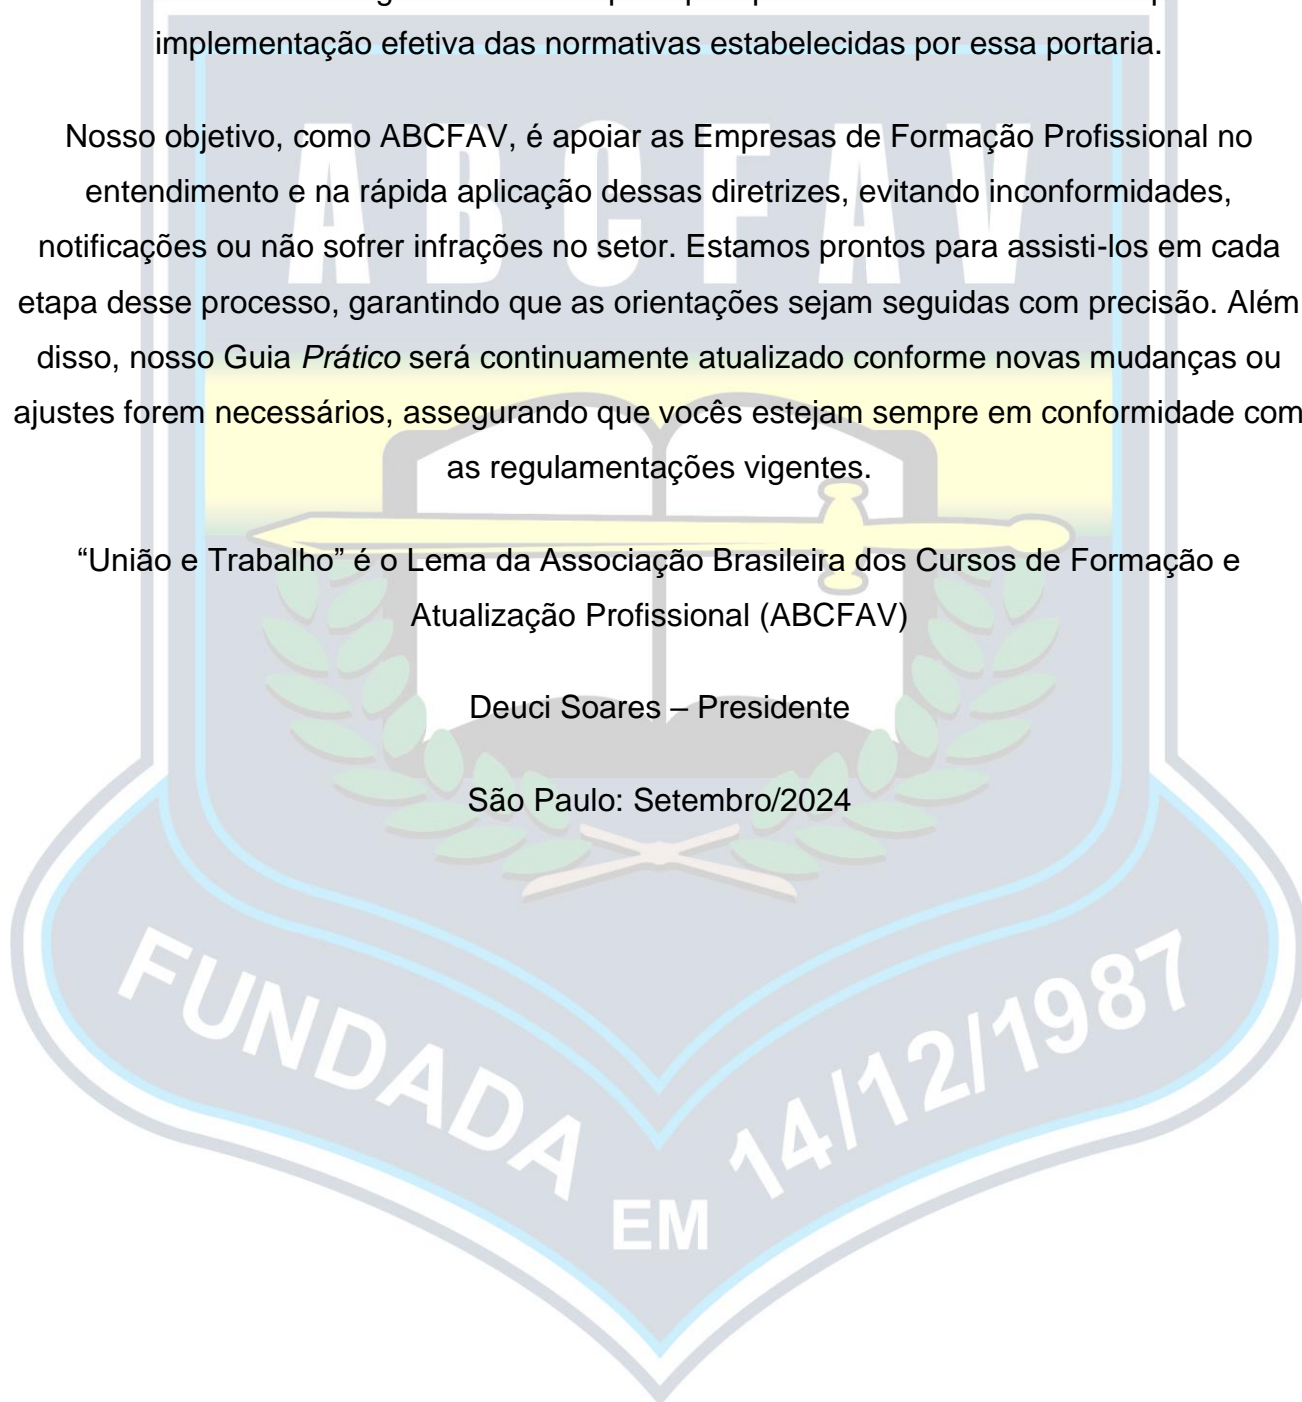 implementação efetiva das normativas estabelecidas por essa portaria.
Nosso objetivo, como ABCFAV, é apoiar as Empresas de Formação Profissional no
entendimento e na rápida aplicação dessas diretrizes, evitando inconformidades,
notificações ou não sofrer infrações no setor. Estamos prontos para assisti-los em cada
etapa desse processo, garantindo que as orientações sejam seguidas com precisão. Além
disso, nosso Guia Prático será continuamente atualizado conforme novas mudanças ou
ajustes forem necessários, assegurando que vocês estejam sempre em conformidade com
as regulamentações vigentes.
“União e Trabalho” é o Lema da Associação Brasileira dos Cursos de Formação e
Atualização Profissional (ABCFAV)
Deuci Soares – Presidente
São Paulo: Setembro/2024
ABCFAV
FUNDADA EM 14/12/1987